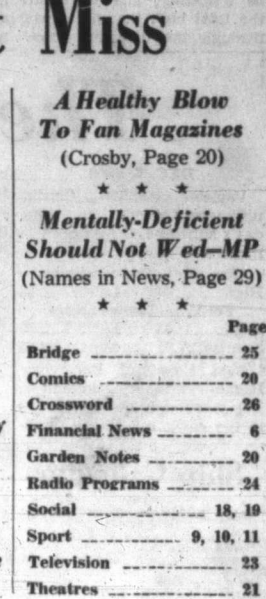 Miss
A Healthy Blow
To Fan Magazines
(Crosby, Page 20)
★ ★ ★
Mentally-Deficient
Should Not Wed—MP
(Names in News, Page 29)
★ ★ ★
Page
Bridge 25
Comics 20
Crossword 26
Financial News 6
Garden Notes 20
Radio Programs 24
Social 18, 19
Sport 9, 10, 11
Television 23
Theatres 21